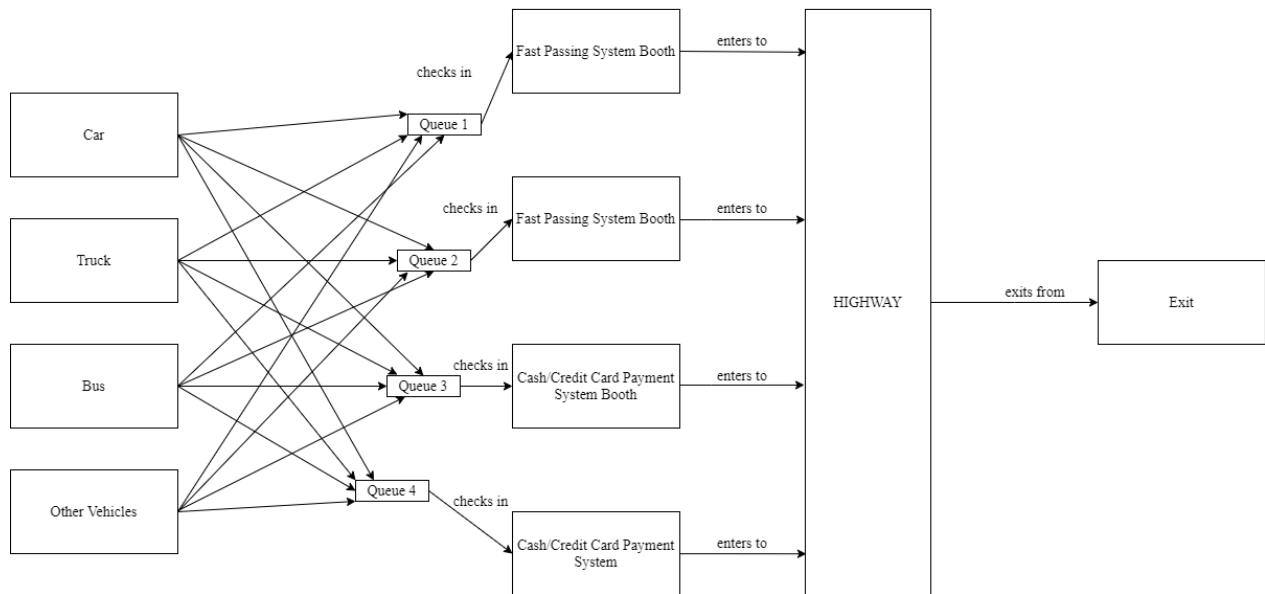 Fast Passing System Booth
enters to
checks in
Car
Queue 1
Fast Passing System Booth
enters to
checks in
Truck
Queue 2
HIGHWAY
exits from
Exit
Bus
Queue 3
checks in
Cash/Credit Card Payment
System Booth
enters to
Other Vehicles
Queue 4
checks in
Cash/Credit Card Payment
System
enters to